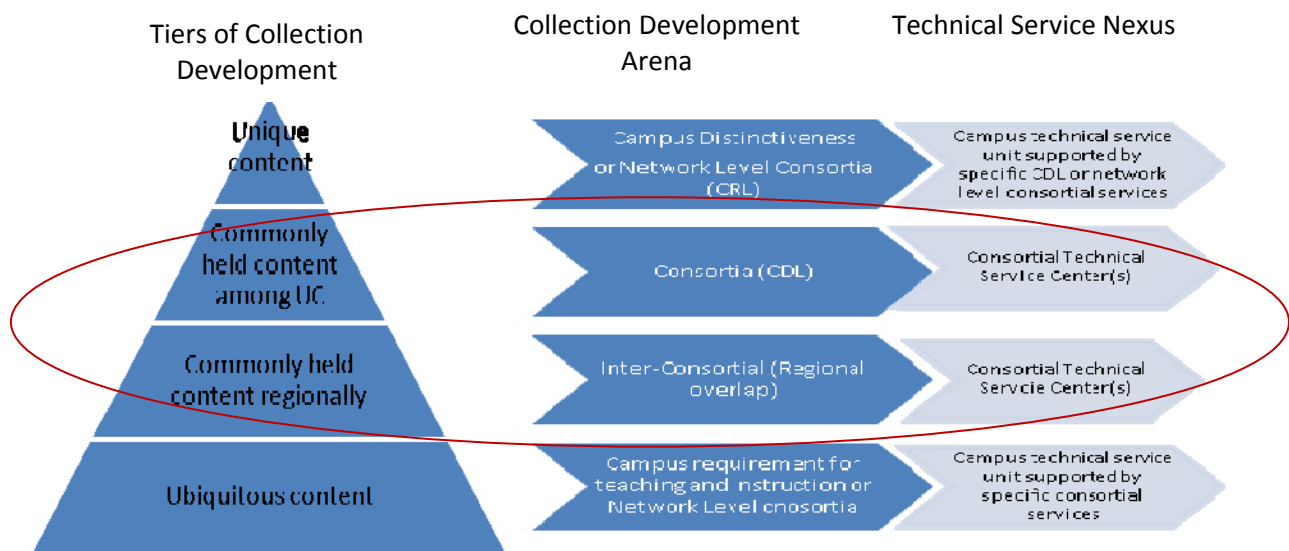 Tiers of Collection
Development
Collection Development
Arena
Technical Service Nexus
Unique
content
Campus Distinctiveness
or Network Level Consortia
(CRL)
Campus technical service
unit supported by
specific CDL or network
level consortial services
Commonly
held content
among UC
Consortia (CDL)
Consortial Technical
Service Center(s)
Commonly held
content regionally
Inter-Consortial (Regional
overlap)
Consortial Technical
Servcie Center(s)
Ubiquitous content
Campus requirement for
teaching and instruction or
Network Level cnosortia
Campus technical service
unit supported by
specific consortial
services